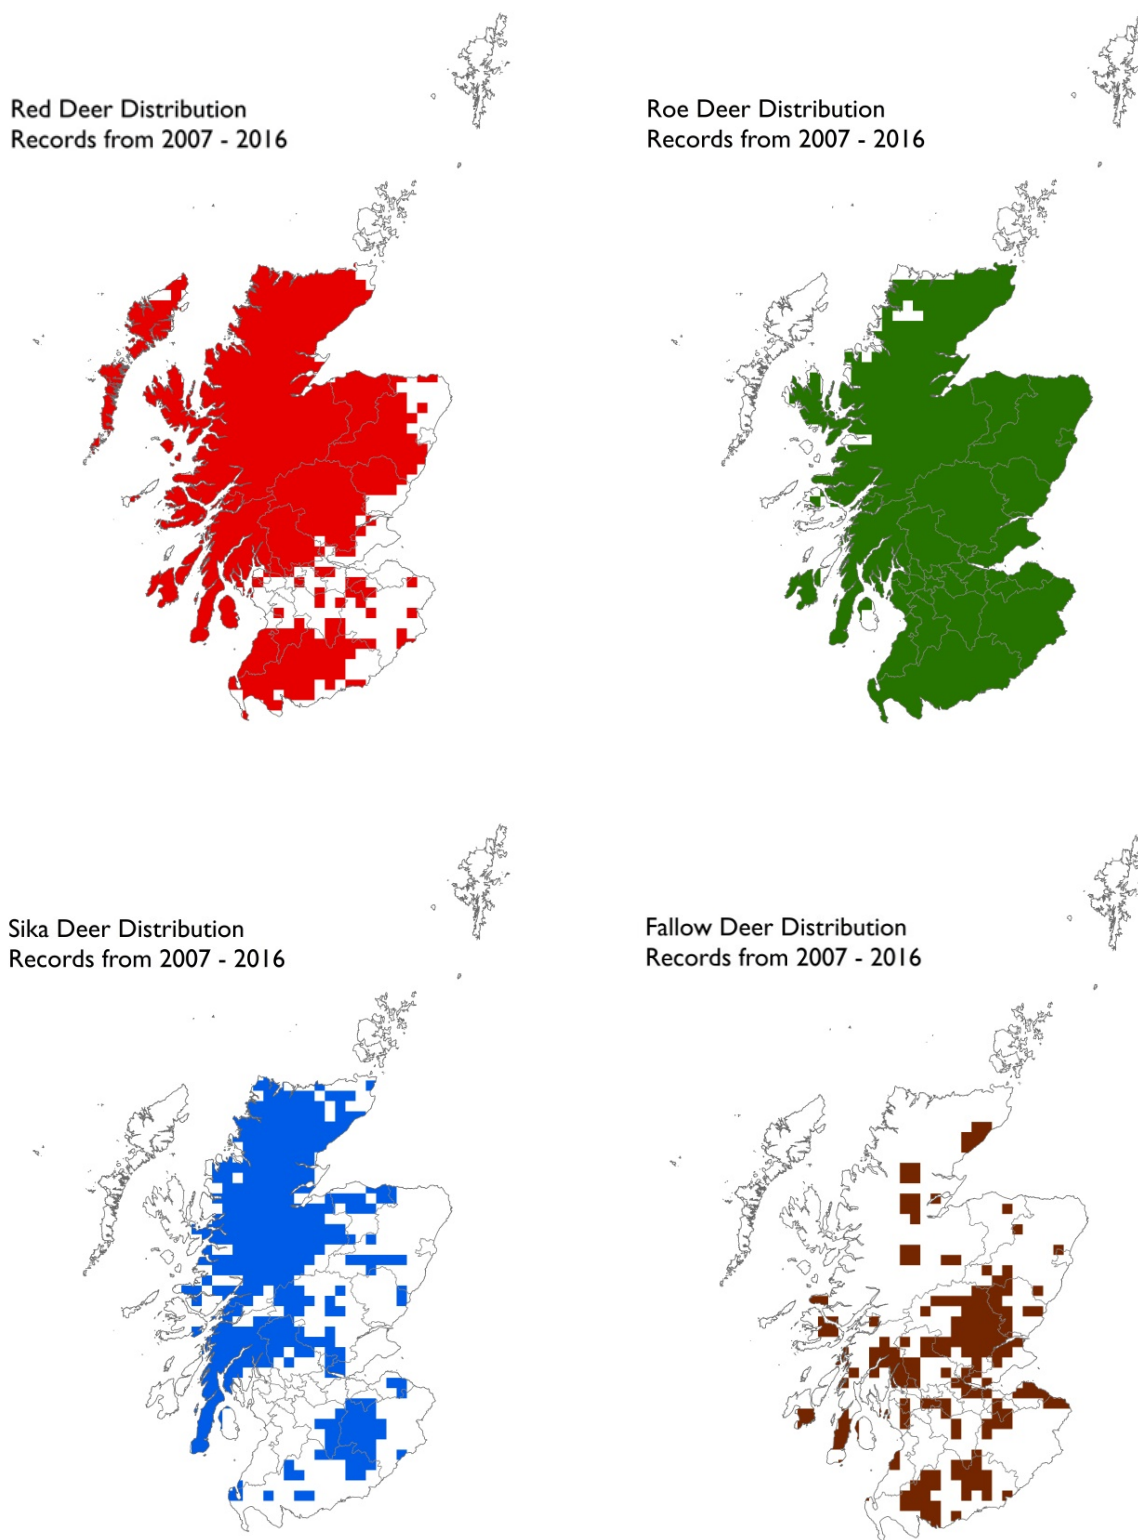 Red Deer Distribution
Records from 2007 - 2016
Roe Deer Distribution
Records from 2007 - 2016
Sika Deer Distribution
Records from 2007 - 2016
Fallow Deer Distribution
Records from 2007 - 2016